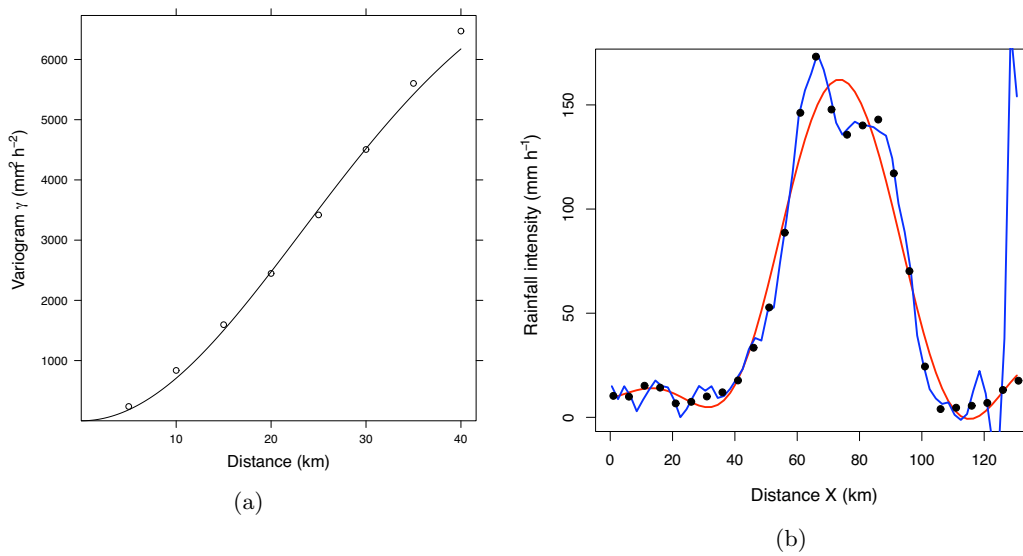 Variogram γ (mm² h⁻²)
6000
5000
4000
3000
2000
1000
10 20 30 40
Distance (km)
(a)
Rainfall intensity (mm h⁻¹)
150
100
50
0
0 20 40 60 80 100 120
Distance X (km)
(b)